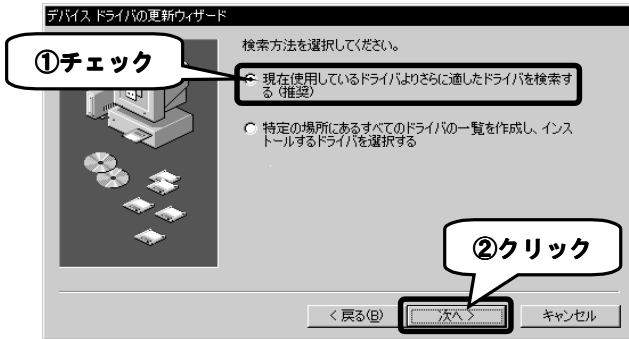 デバイス ドライバの更新ウィザード
検索方法を選択してください。
①チェック
現在使用しているドライバよりさらに適したドライバを検索す
る (推奨)
特定の場所にあるすべてのドライバの一覧を作成し、インス
トールするドライバを選択する
②クリック
< 戻る(B)
次へ >
キャンセル